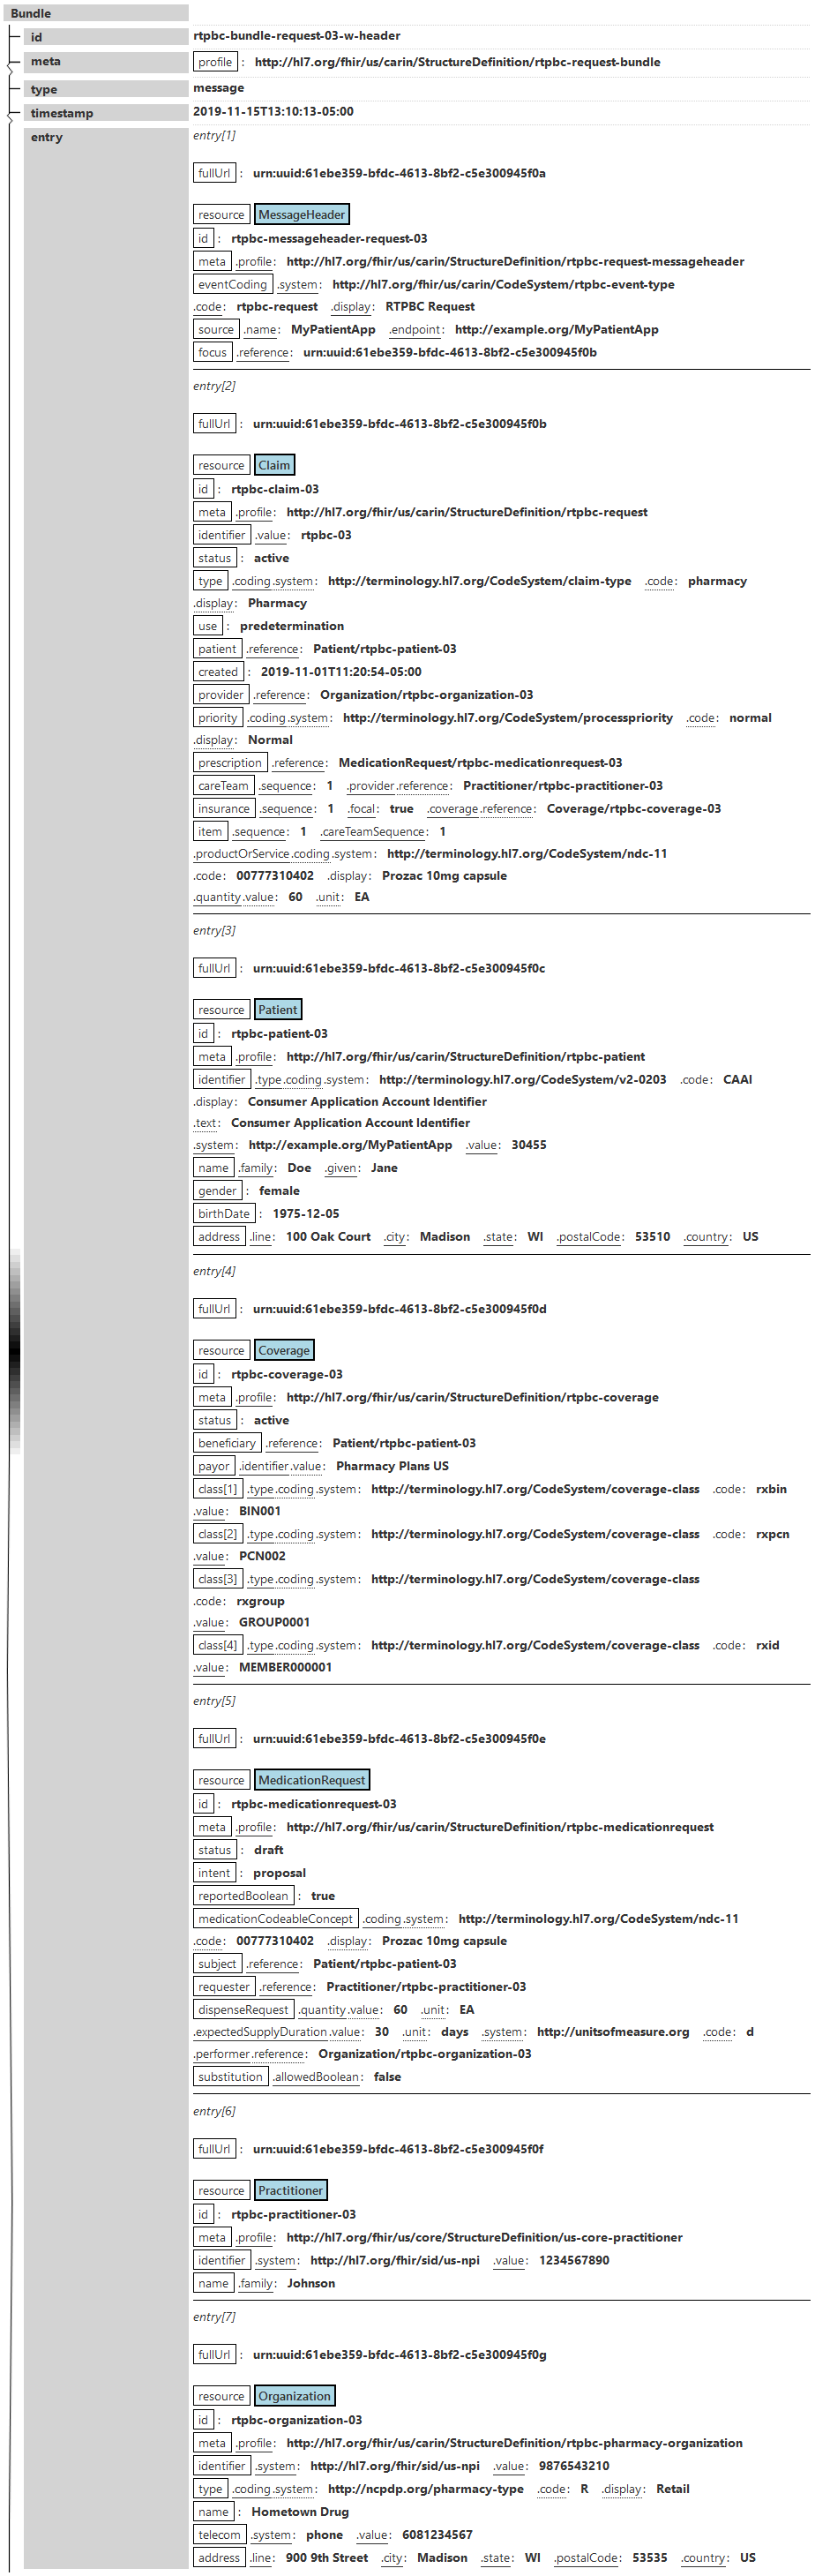 Bundle
id rtpbc-bundle-request-03-w-header
meta profile : http://hl7.org/fhir/us/carin/StructureDefinition/rtpbc-request-bundle
type message
timestamp 2019-11-15T13:10:13-05:00
entry entry[1]
fullUrl : urn:uuid:61ebe359-bfdc-4613-8bf2-c5e300945f0a
resource MessageHeader
id : rtpbc-messageheader-request-03
meta .profile: http://hl7.org/fhir/us/carin/StructureDefinition/rtpbc-request-messageheader
eventCoding .system: http://hl7.org/fhir/us/carin/CodeSystem/rtpbc-event-type
.code: rtpbc-request .display: RTPBC Request
source .name: MyPatientApp .endpoint: http://example.org/MyPatientApp
focus .reference: urn:uuid:61ebe359-bfdc-4613-8bf2-c5e300945f0b
entry[2]
fullUrl : urn:uuid:61ebe359-bfdc-4613-8bf2-c5e300945f0b
resource Claim
id : rtpbc-claim-03
meta .profile: http://hl7.org/fhir/us/carin/StructureDefinition/rtpbc-request
identifier .value: rtpbc-03
status : active
type .coding.system: http://terminology.hl7.org/CodeSystem/claim-type .code: pharmacy
.display: Pharmacy
use : predetermination
patient .reference: Patient/rtpbc-patient-03
created : 2019-11-01T11:20:54-05:00
provider .reference: Organization/rtpbc-organization-03
priority .coding.system: http://terminology.hl7.org/CodeSystem/processpriority .code: normal
.display: Normal
prescription .reference: MedicationRequest/rtpbc-medicationrequest-03
careTeam .sequence: 1 .provider.reference: Practitioner/rtpbc-practitioner-03
insurance .sequence: 1 .focal: true .coverage.reference: Coverage/rtpbc-coverage-03
item .sequence: 1 .careTeamSequence: 1
.productOrService.coding.system: http://terminology.hl7.org/CodeSystem/ndc-11
.code: 00777310402 .display: Prozac 10mg capsule
.quantity.value: 60 .unit: EA
entry[3]
fullUrl : urn:uuid:61ebe359-bfdc-4613-8bf2-c5e300945f0c
resource Patient
id : rtpbc-patient-03
meta .profile: http://hl7.org/fhir/us/carin/StructureDefinition/rtpbc-patient
identifier .type.coding.system: http://terminology.hl7.org/CodeSystem/v2-0203 .code: CAAI
.display: Consumer Application Account Identifier
.text: Consumer Application Account Identifier
.system: http://example.org/MyPatientApp .value: 30455
name .family: Doe .given: Jane
gender : female
birthDate : 1975-12-05
address .line: 100 Oak Court .city: Madison .state: WI .postalCode: 53510 .country: US
entry[4]
fullUrl : urn:uuid:61ebe359-bfdc-4613-8bf2-c5e300945f0d
resource Coverage
id : rtpbc-coverage-03
meta .profile: http://hl7.org/fhir/us/carin/StructureDefinition/rtpbc-coverage
status : active
beneficiary .reference: Patient/rtpbc-patient-03
payor .identifier.value: Pharmacy Plans US
class[1] .type.coding.system: http://terminology.hl7.org/CodeSystem/coverage-class .code: rxbin
.value: BIN001
class[2] .type.coding.system: http://terminology.hl7.org/CodeSystem/coverage-class .code: rxpcn
.value: PCN002
class[3] .type.coding.system: http://terminology.hl7.org/CodeSystem/coverage-class
.code: rxgroup
.value: GROUP0001
class[4] .type.coding.system: http://terminology.hl7.org/CodeSystem/coverage-class .code: rxid
.value: MEMBER000001
entry[5]
fullUrl : urn:uuid:61ebe359-bfdc-4613-8bf2-c5e300945f0e
resource MedicationRequest
id : rtpbc-medicationrequest-03
meta .profile: http://hl7.org/fhir/us/carin/StructureDefinition/rtpbc-medicationrequest
status : draft
intent : proposal
reportedBoolean : true
medicationCodeableConcept .coding.system: http://terminology.hl7.org/CodeSystem/ndc-11
.code: 00777310402 .display: Prozac 10mg capsule
subject .reference: Patient/rtpbc-patient-03
requester .reference: Practitioner/rtpbc-practitioner-03
dispenseRequest .quantity.value: 60 .unit: EA
.expectedSupplyDuration.value: 30 .unit: days .system: http://unitsofmeasure.org .code: d
.performer.reference: Organization/rtpbc-organization-03
substitution .allowedBoolean: false
entry[6]
fullUrl : urn:uuid:61ebe359-bfdc-4613-8bf2-c5e300945f0f
resource Practitioner
id : rtpbc-practitioner-03
meta .profile: http://hl7.org/fhir/us/core/StructureDefinition/us-core-practitioner
identifier .system: http://hl7.org/fhir/sid/us-npi .value: 1234567890
name .family: Johnson
entry[7]
fullUrl : urn:uuid:61ebe359-bfdc-4613-8bf2-c5e300945f0g
resource Organization
id : rtpbc-organization-03
meta .profile: http://hl7.org/fhir/us/carin/StructureDefinition/rtpbc-pharmacy-organization
identifier .system: http://hl7.org/fhir/sid/us-npi .value: 9876543210
type .coding.system: http://ncpdp.org/pharmacy-type .code: R .display: Retail
name : Hometown Drug
telecom .system: phone .value: 6081234567
address .line: 900 9th Street .city: Madison .state: WI .postalCode: 53535 .country: US